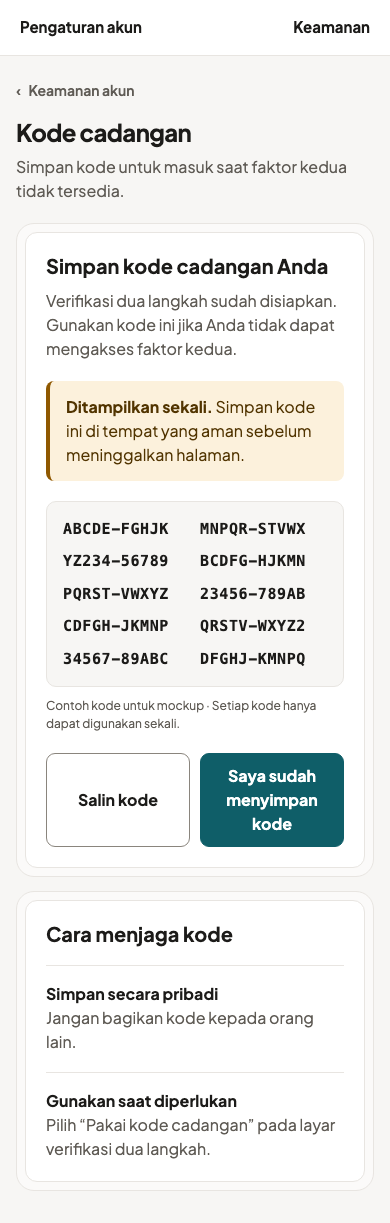 Pengaturan akun
Keamanan
‹ Keamanan akun
Kode cadangan
Simpan kode untuk masuk saat faktor kedua
tidak tersedia.
Simpan kode cadangan Anda
Verifikasi dua langkah sudah disiapkan.
Gunakan kode ini jika Anda tidak dapat
mengakses faktor kedua.
Ditampilkan sekali. Simpan kode
ini di tempat yang aman sebelum
meninggalkan halaman.
ABCDE-FGHJK MNPQR-STVWX
YZ234-56789 BCDFG-HJKMN
PQRST-VWXYZ 23456-789AB
CDFGH-JKMNP QRSTV-WXYZ2
34567-89ABC DFGHJ-KMNPQ
Contoh kode untuk mockup · Setiap kode hanya
dapat digunakan sekali.
Salin kode
Saya sudah
menyimpan
kode
Cara menjaga kode
Simpan secara pribadi
Jangan bagikan kode kepada orang
lain.
Gunakan saat diperlukan
Pilih “Pakai kode cadangan” pada layar
verifikasi dua langkah.